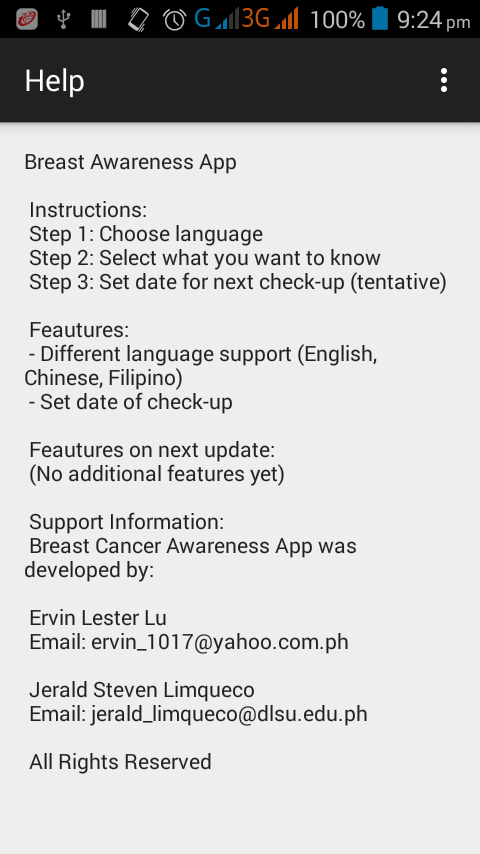 G 3G 100% 9:24 pm
Help
Breast Awareness App
Instructions:
Step 1: Choose language
Step 2: Select what you want to know
Step 3: Set date for next check-up (tentative)
Feautures:
- Different language support (English,
Chinese, Filipino)
- Set date of check-up
Feautures on next update:
(No additional features yet)
Support Information:
Breast Cancer Awareness App was
developed by:
Ervin Lester Lu
Email: ervin_1017@yahoo.com.ph
Jerald Steven Limqueco
Email: jerald_limqueco@dlsu.edu.ph
All Rights Reserved